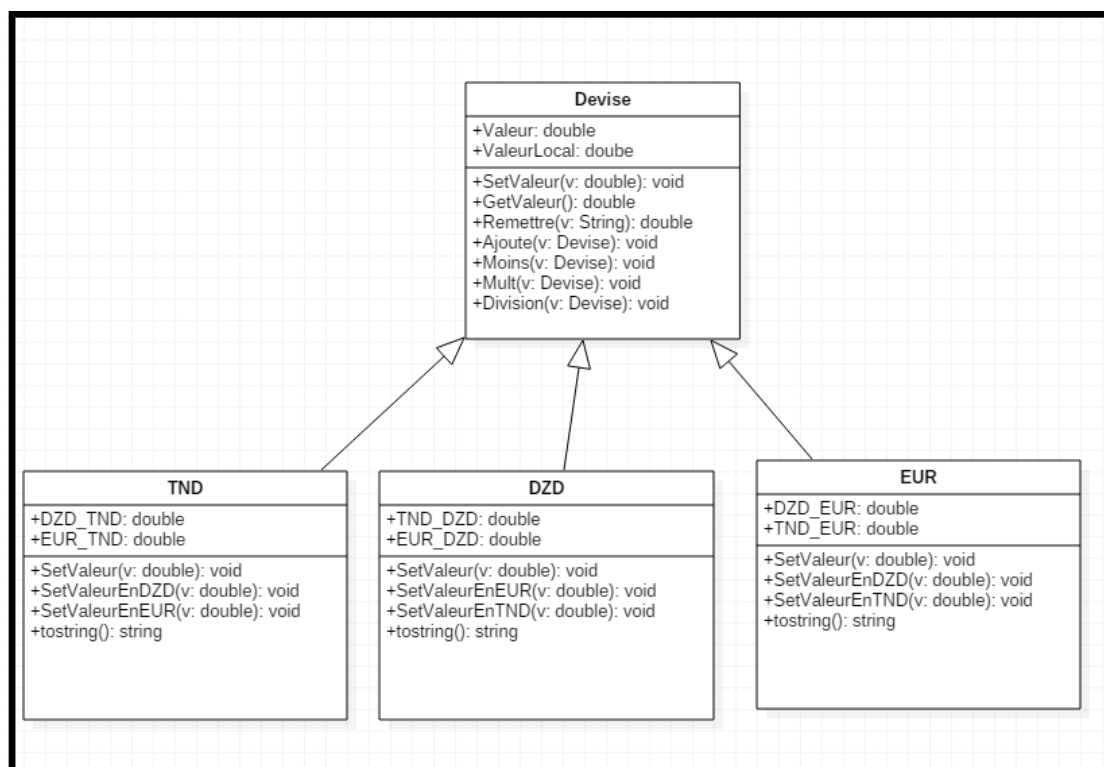 Devise
+Valeur: double
+ValeurLocal: doube
+SetValeur(v: double): void
+GetValeur(): double
+Remettre(v: String): double
+Ajoute(v: Devise): void
+Moins(v: Devise): void
+Mult(v: Devise): void
+Division(v: Devise): void
TND
+DZD_TND: double
+EUR_TND: double
+SetValeur(v: double): void
+SetValeurEnDZD(v: double): void
+SetValeurEnEUR(v: double): void
+tostring(): string
DZD
+TND_DZD: double
+EUR_DZD: double
+SetValeur(v: double): void
+SetValeurEnEUR(v: double): void
+SetValeurEnTND(v: double): void
+tostring(): string
EUR
+DZD_EUR: double
+TND_EUR: double
+SetValeur(v: double): void
+SetValeurEnDZD(v: double): void
+SetValeurEnTND(v: double): void
+tostring(): string